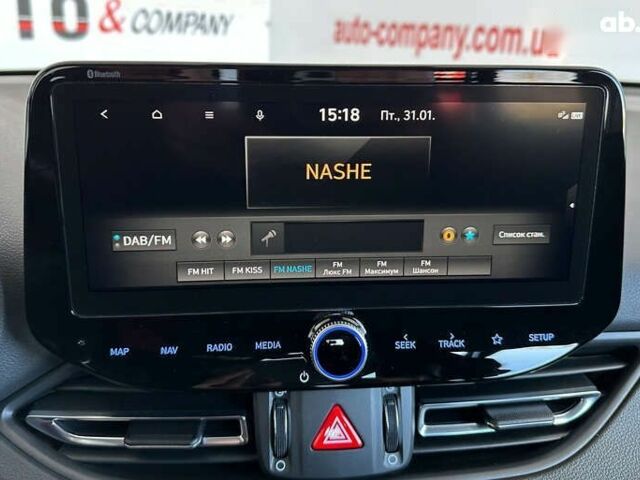 & COMPANY
auto-company.com.ua
ab.
Bluetooth
15:18 Пт., 31.01.
NASHE
DAB/FM
Список стан.
FM HIT FM KISS FM NASHE FM Люкс FM FM Максимум FM Шансон
MAP NAV RADIO MEDIA SEEK TRACK SETUP